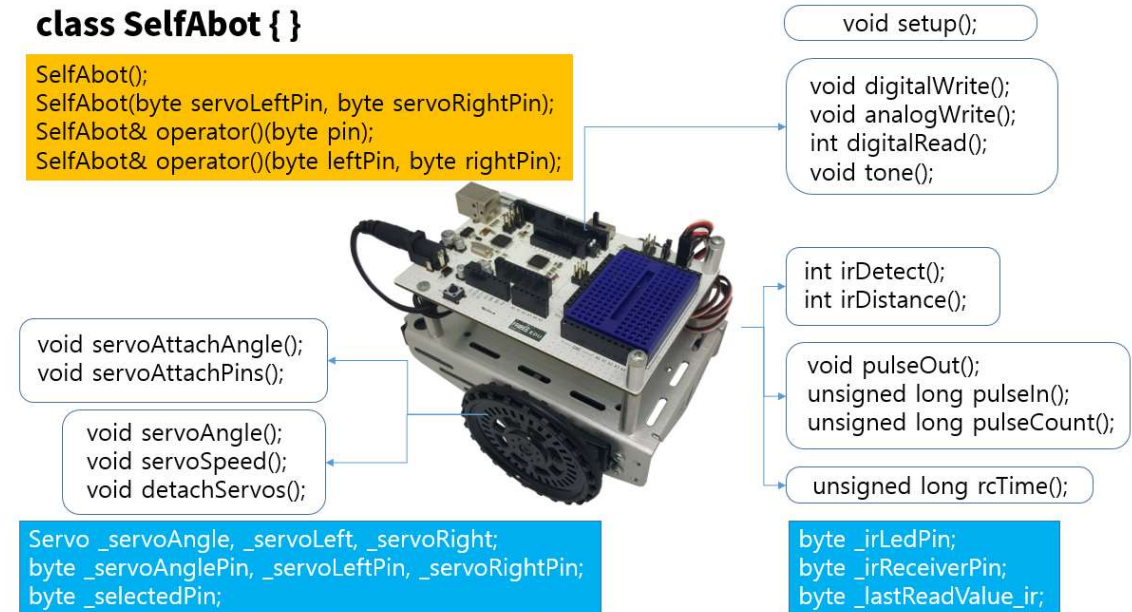 class SelfAbot { }
SelfAbot();
SelfAbot(byte servoLeftPin, byte servoRightPin);
SelfAbot& operator()(byte pin);
SelfAbot& operator()(byte leftPin, byte rightPin);
void setup();
void digitalWrite();
void analogWrite();
int digitalRead();
void tone();
int irDetect();
int irDistance();
void servoAttachAngle();
void servoAttachPins();
void pulseOut();
unsigned long pulseIn();
unsigned long pulseCount();
void servoAngle();
void servoSpeed();
void detachServos();
unsigned long rcTime();
Servo _servoAngle, _servoLeft, _servoRight;
byte _servoAnglePin, _servoLeftPin, _servoRightPin;
byte _selectedPin;
byte _irLedPin;
byte _irReceiverPin;
byte _lastReadValue_ir;